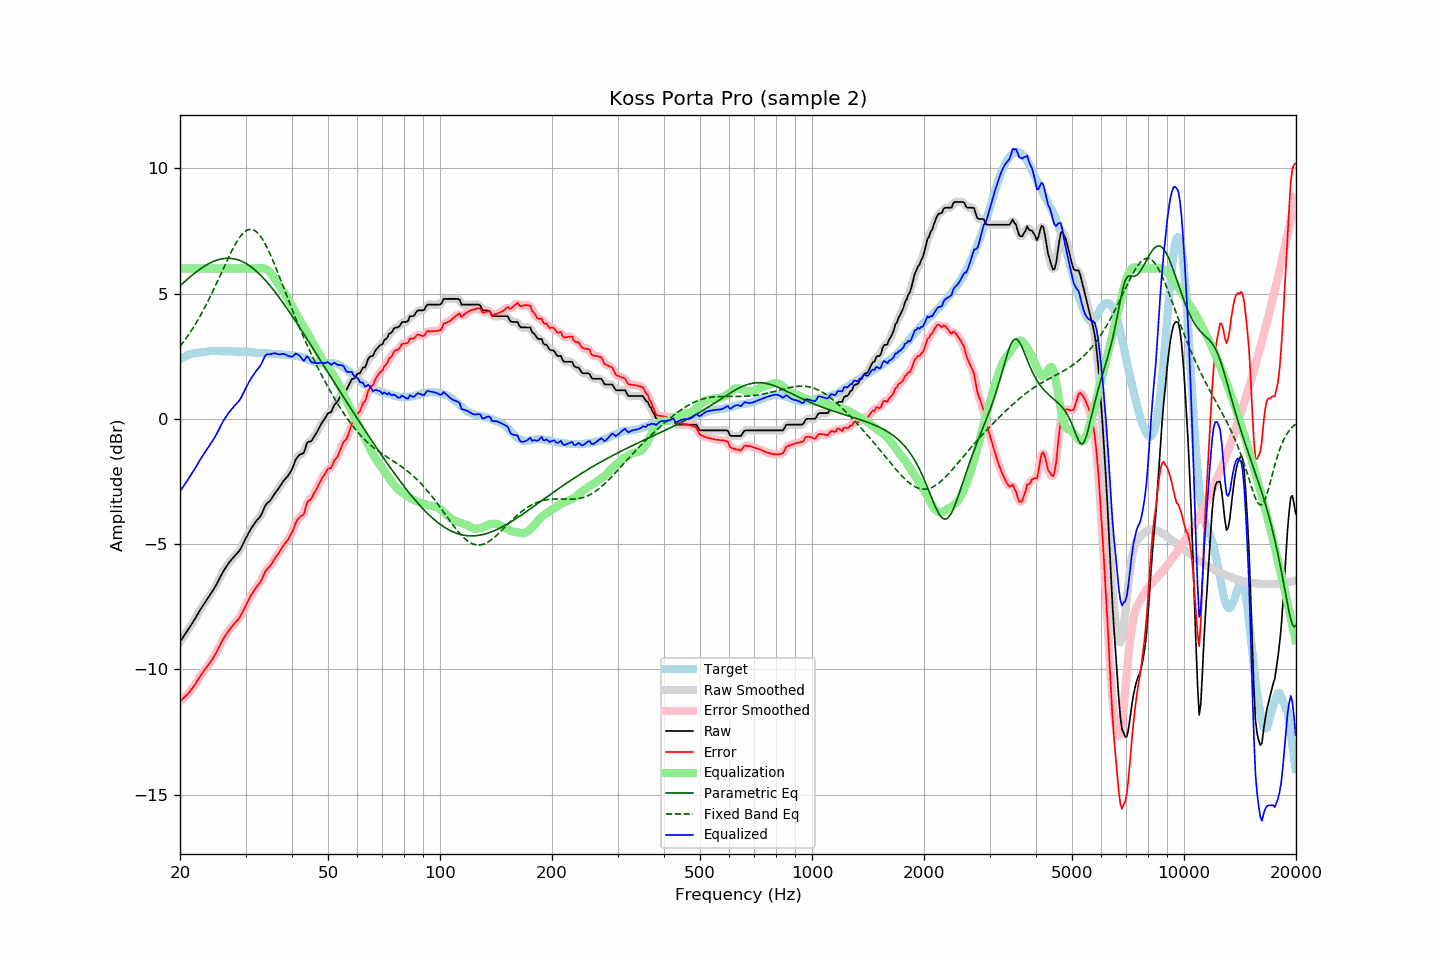 Koss Porta Pro (sample 2)
Amplitude (dBr)
10
5
0
−5
−10
−15
Target
Raw Smoothed
Error Smoothed
Raw
Error
Equalization
Parametric Eq
Fixed Band Eq
Equalized
20 50 100 200 500 1000 2000 5000 10000 20000
Frequency (Hz)